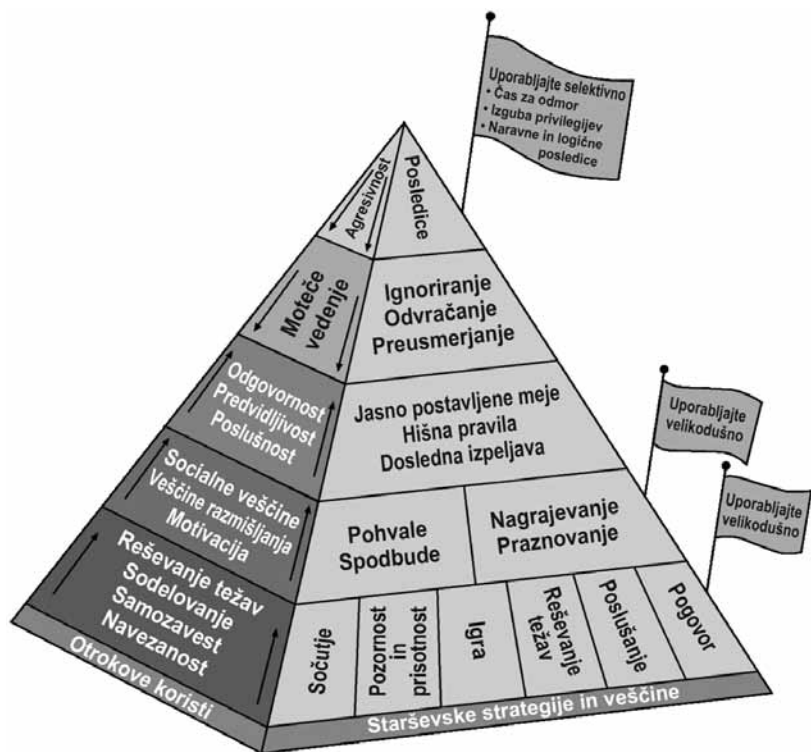 Uporabljajte selektivno
• Čas za odmor
• Izguba privilegijev
• Naravne in logične
posledice
Agresivnost
Posledice
Moteče
vedenje
Ignoriranje
Odvračanje
Preusmerjanje
Odgovornost
Predvidljivost
Poslušnost
Jasno postavljene meje
Hišna pravila
Dosledna izpeljava
Uporabljajte
velikodušno
Socialne veščine
Veščine razmišljanja
Motivacija
Pohvale
Spodbude
Nagrajevanje
Praznovanje
Uporabljajte
velikodušno
Reševanje težav
Sodelovanje
Samozavest
Navezanost
Sočutje
Pozornost
in
prisotnost
Igra
Reševanje
težav
Poslušanje
Pogovor
Otrokove koristi
Starševske strategije in veščine